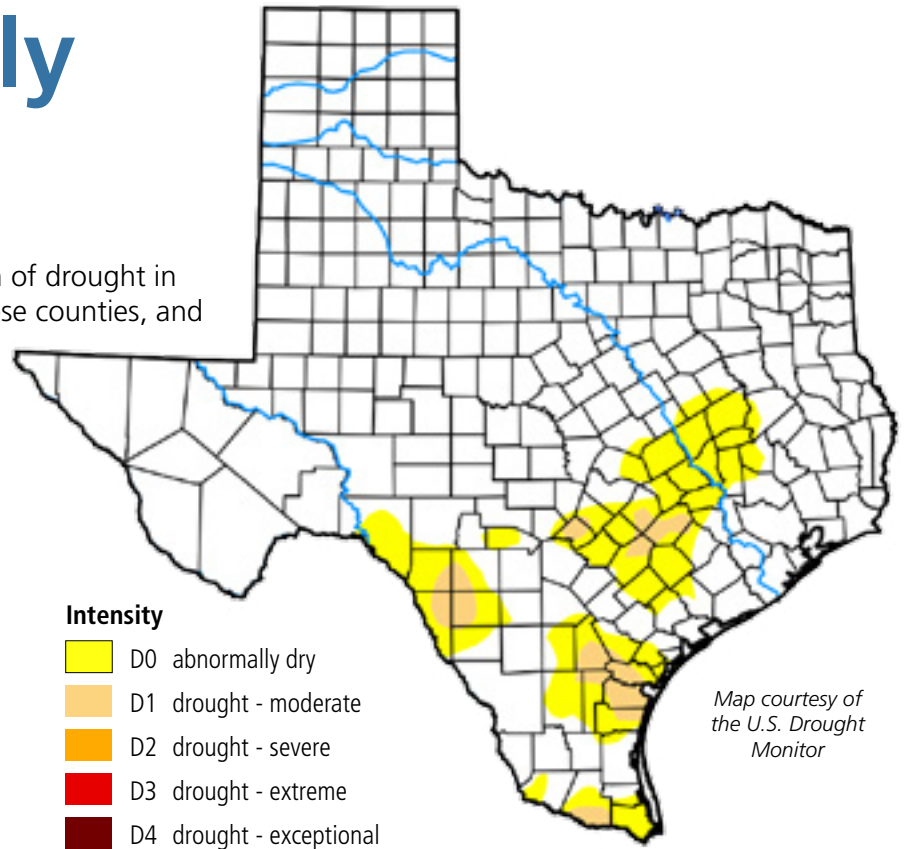 ly
of drought in
se counties, and
Intensity
D0 abnormally dry
D1 drought - moderate
D2 drought - severe
D3 drought - extreme
D4 drought - exceptional
Map courtesy of
the U.S. Drought
Monitor